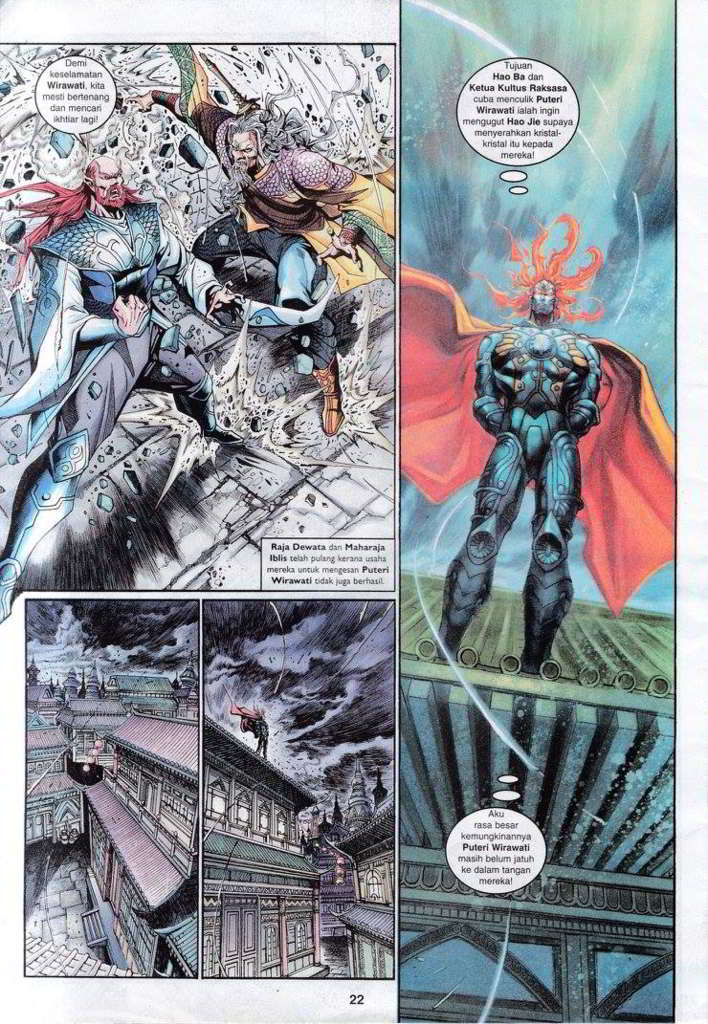 Demi
keselamatan
Wirawati, kita
mesti bertenang
dan mencari
ikhtiar lagi!
Raja Dewata dan Maharaja
Iblis telah pulang kerana usaha
mereka untuk mengesan Puteri
Wirawati tidak juga berhasil.
Tujuan
Hao Ba dan
Ketua Kultus Raksasa
cuba menculik Puteri
Wirawati ialah ingin
mengugut Hao Jie supaya
menyerahkan kristal-
kristal itu kepada
mereka!
Aku
rasa besar
kemungkinannya
Puteri Wirawati
masih belum jatuh
ke dalam tangan
mereka!
22